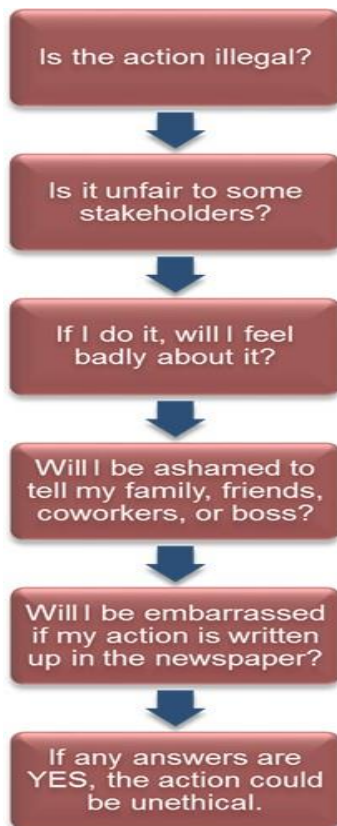 Is the action illegal?
Is it unfair to some
stakeholders?
If I do it, will I feel
badly about it?
Will I be ashamed to
tell my family, friends,
coworkers, or boss?
Will I be embarrassed
if my action is written
up in the newspaper?
If any answers are
YES, the action could
be unethical.